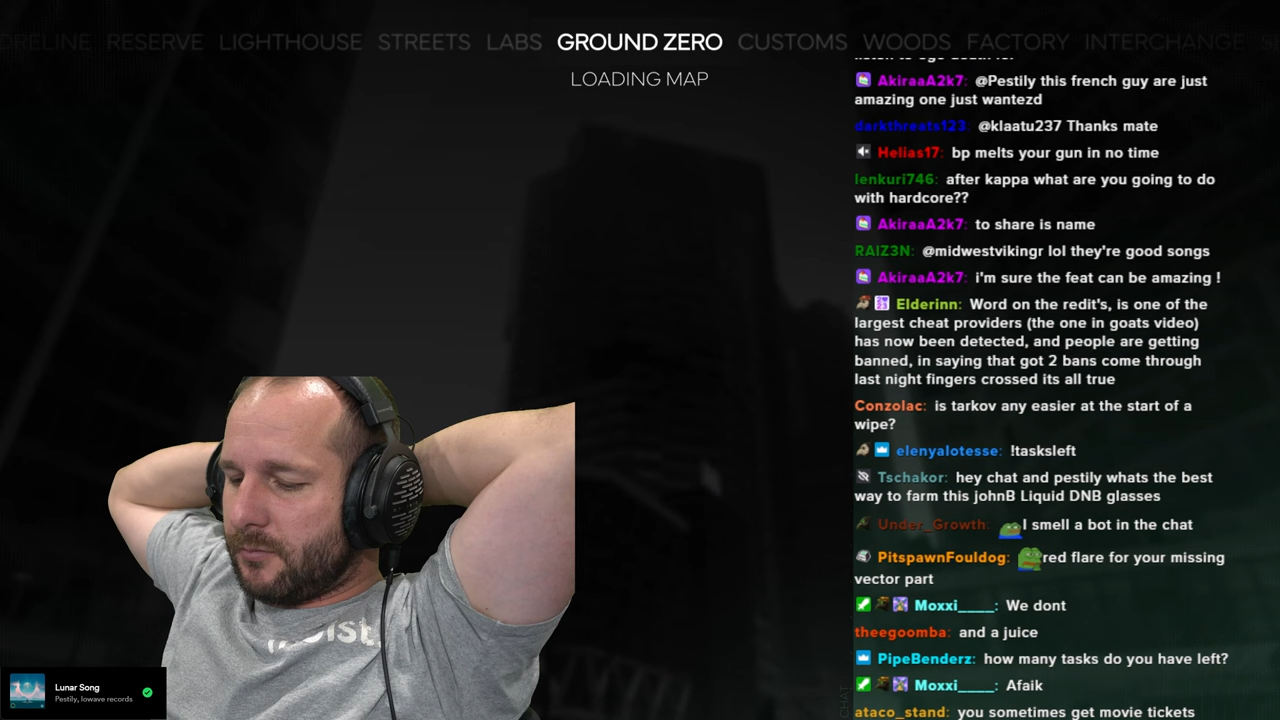 RESERVE LIGHTHOUSE STREETS LABS GROUND ZERO CUSTOMS WOODS FACTORY INTERCHANGE
LOADING MAP
AkiraaA2k7: @Pestily this french guy are just
amazing one just wantezd
darkthreats123: @klaatu237 Thanks mate
Helias17: bp melts your gun in no time
lenkuri746: after kappa what are you going to do
with hardcore??
AkiraaA2k7: to share is name
RAIZ3N: @midwestvikingr lol they're good songs
AkiraaA2k7: i'm sure the feat can be amazing !
Elderinn: Word on the redit's, is one of the
largest cheat providers (the one in goats video)
has now been detected, and people are getting
banned, in saying that got 2 bans come through
last night fingers crossed its all true
Conzolac: is tarkov any easier at the start of a
wipe?
elenyalotesse: !tasksleft
Tschakor: hey chat and pestily whats the best
way to farm this johnB Liquid DNB glasses
Under_Growth: I smell a bot in the chat
PitspawnFouldog: red flare for your missing
vector part
Moxxi____: We dont
theegoomba: and a juice
PipeBenderz: how many tasks do you have left?
Moxxi____: Afaik
ataco_stand: you sometimes get movie tickets
CHAT
Lunar Song
Pestily, lowave records